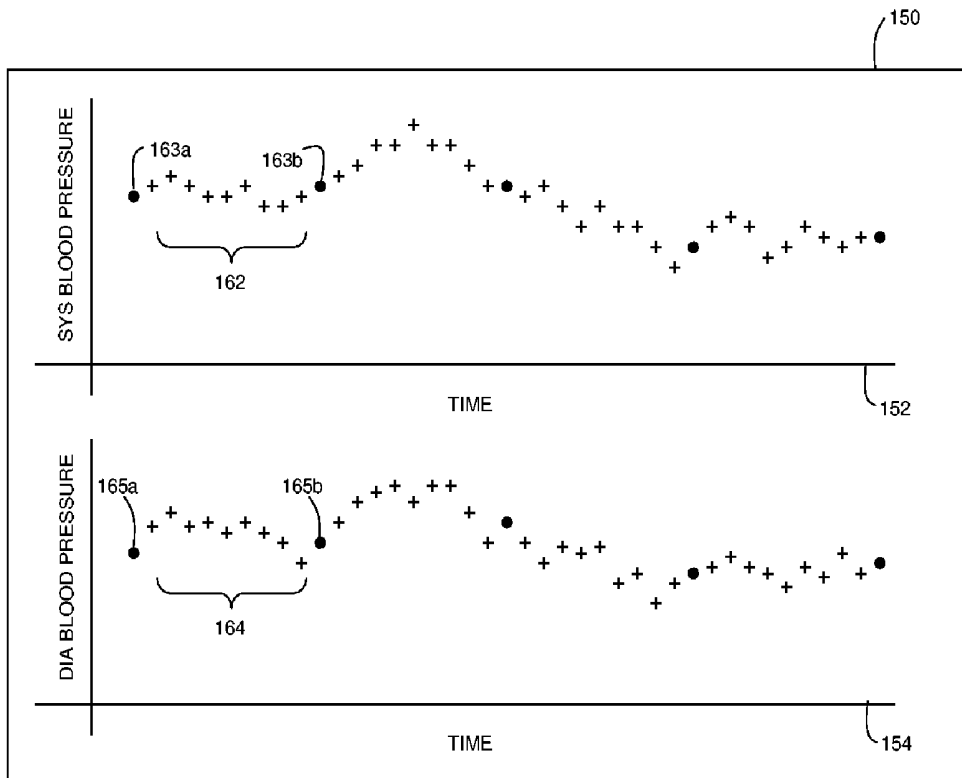 150
SYS BLOOD PRESSURE
163a
163b
162
TIME
152
DIA BLOOD PRESSURE
165a
165b
164
TIME
154